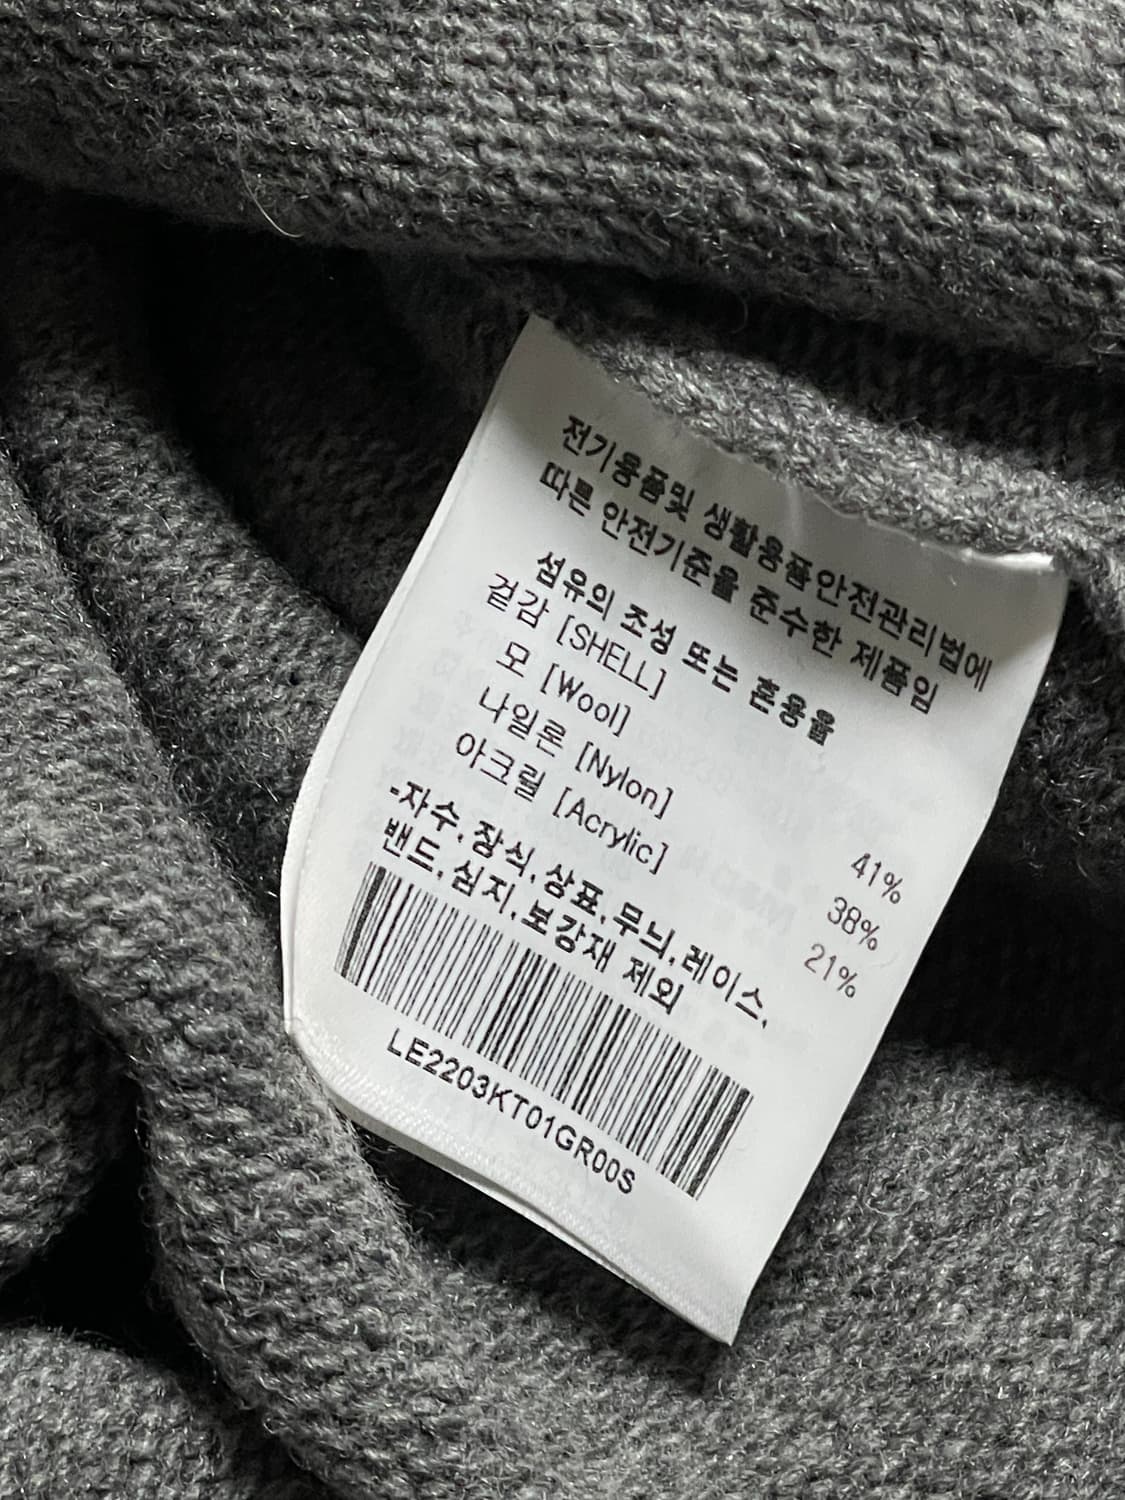 전기용품및 생활용품안전관리법에
따른 안전기준을 준수한 제품임
섬유의 조성 또는 혼용율
겉감 [SHELL]
모 [Wool] 41%
나일론 [Nylon] 38%
아크릴 [Acrylic] 21%
-자수, 장식, 상표, 무늬, 레이스,
밴드, 심지, 보강재 제외
LE2203KT01GR00S